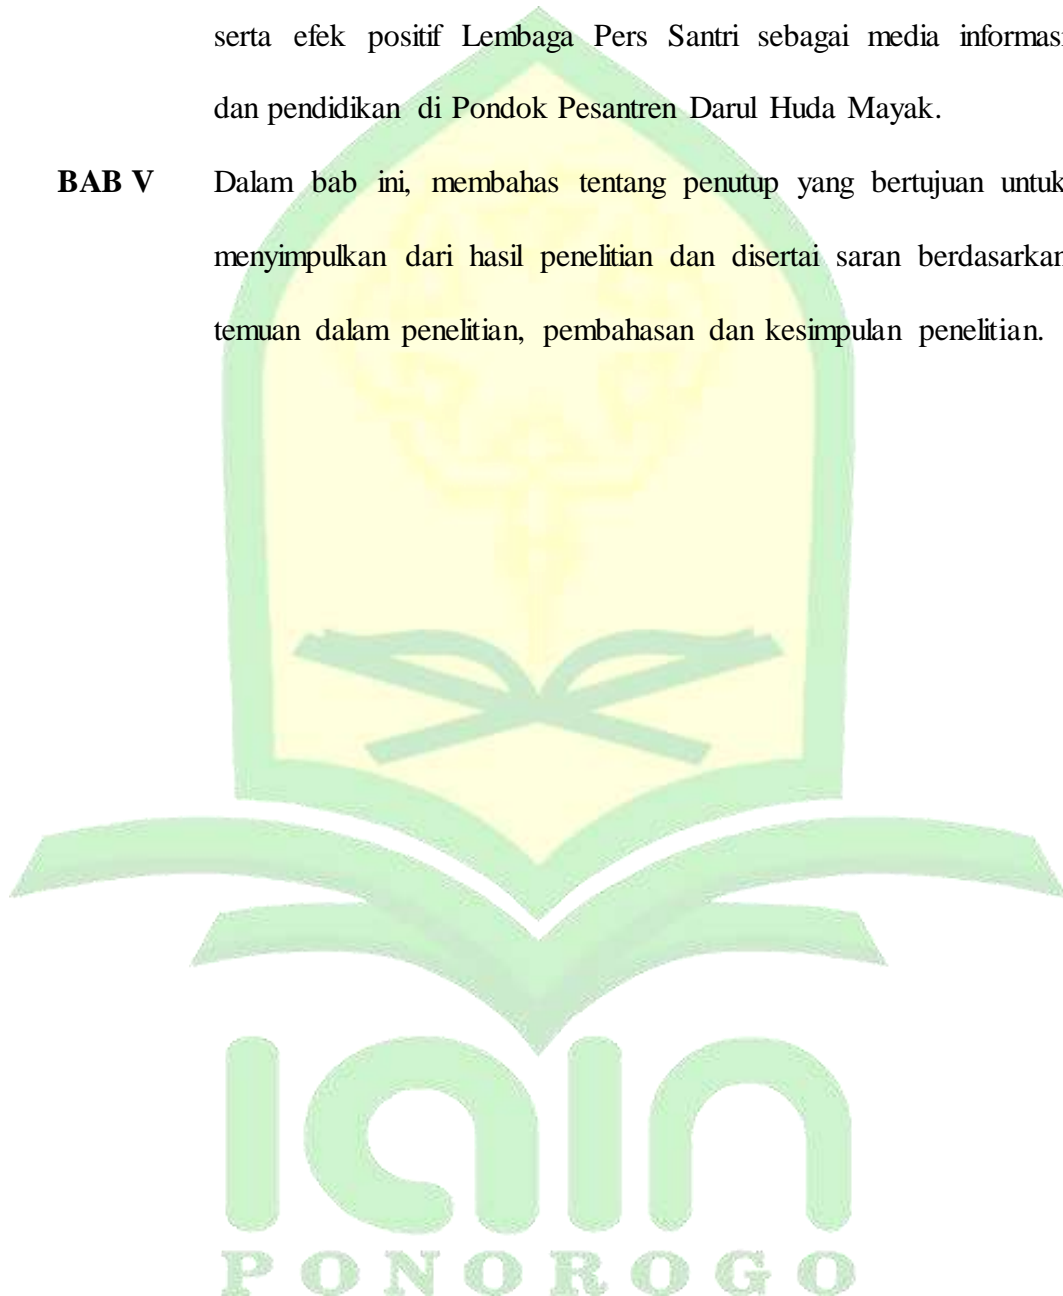 serta efek positif Lembaga Pers Santri sebagai media informasi
dan pendidikan di Pondok Pesantren Darul Huda Mayak.
BAB V Dalam bab ini, membahas tentang penutup yang bertujuan untuk
menyimpulkan dari hasil penelitian dan disertai saran berdasarkan
temuan dalam penelitian, pembahasan dan kesimpulan penelitian.
iain
PONOROGO